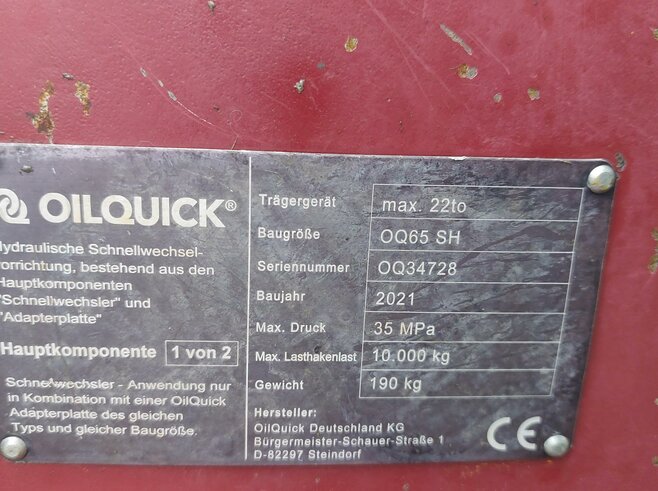 OILQUICK®
ydraulische Schnellwechsel-
orrichtung, bestehend aus den
Hauptkomponenten
"Schnellwechsler" und
"Adapterplatte"
Hauptkomponente 1 von 2
Schnellwechsler - Anwendung nur
in Kombination mit einer OilQuick
Adapterplatte des gleichen
Typs und gleicher Baugröße.
Trägergerät max. 22to
Baugröße OQ65 SH
Seriennummer OQ34728
Baujahr 2021
Max. Druck 35 MPa
Max. Lasthakenlast 10.000 kg
Gewicht 190 kg
Hersteller:
OilQuick Deutschland KG
Bürgermeister-Schauer-Straße 1
D-82297 Steindorf
CE